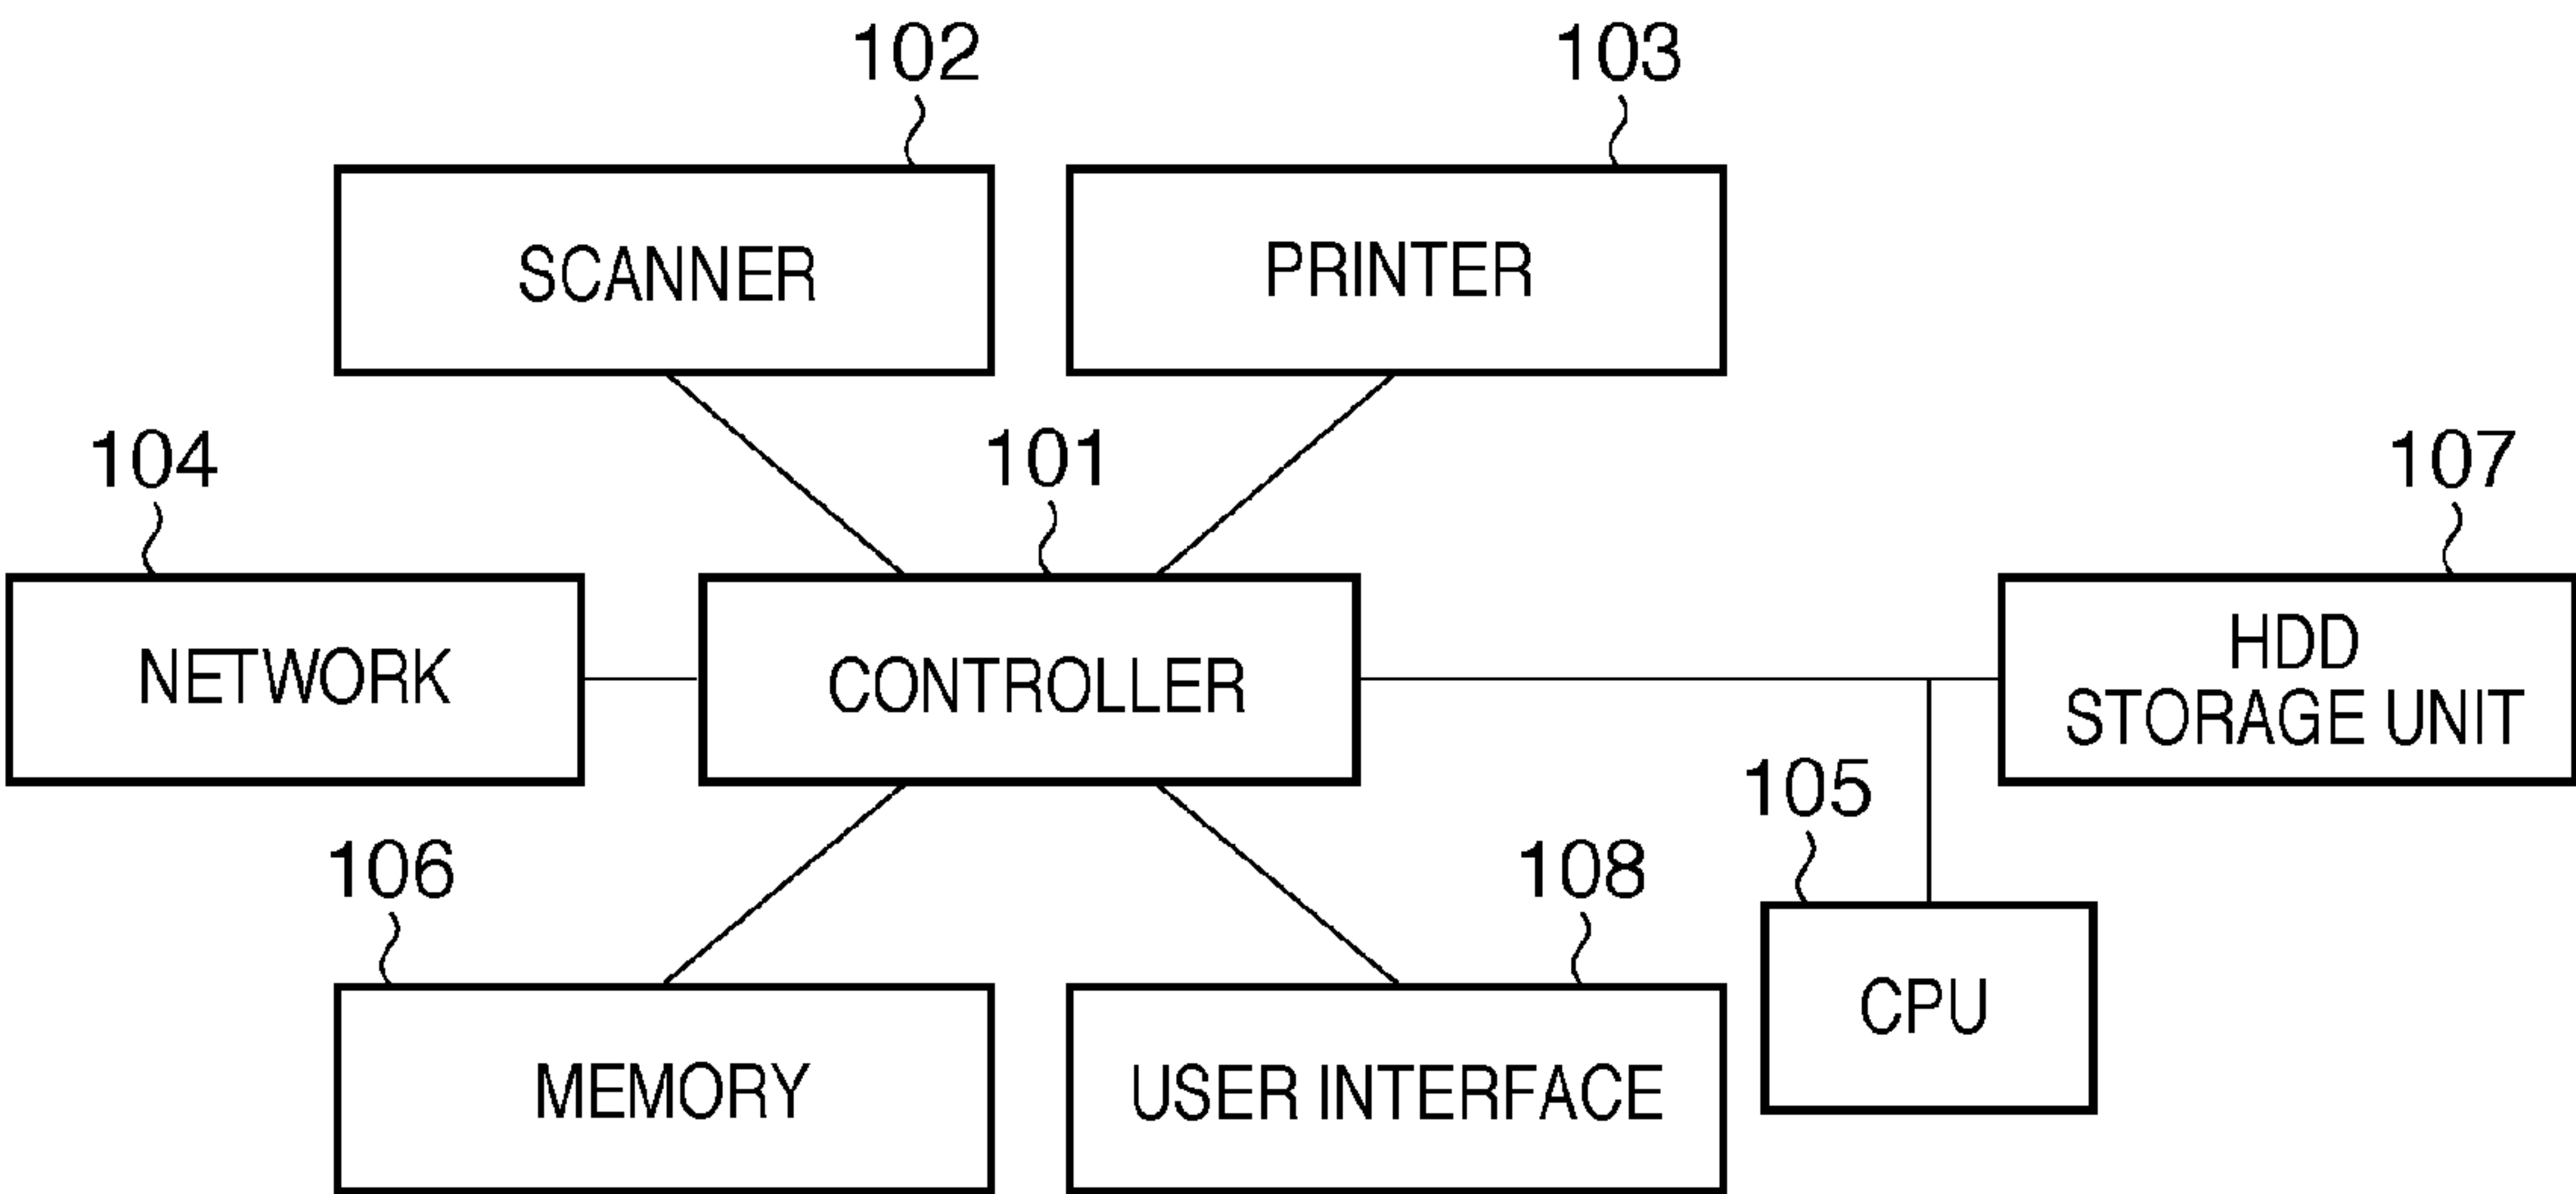 102
103
SCANNER
PRINTER
104
101
107
NETWORK
CONTROLLER
HDD
STORAGE UNIT
105
106
108
CPU
MEMORY
USER INTERFACE